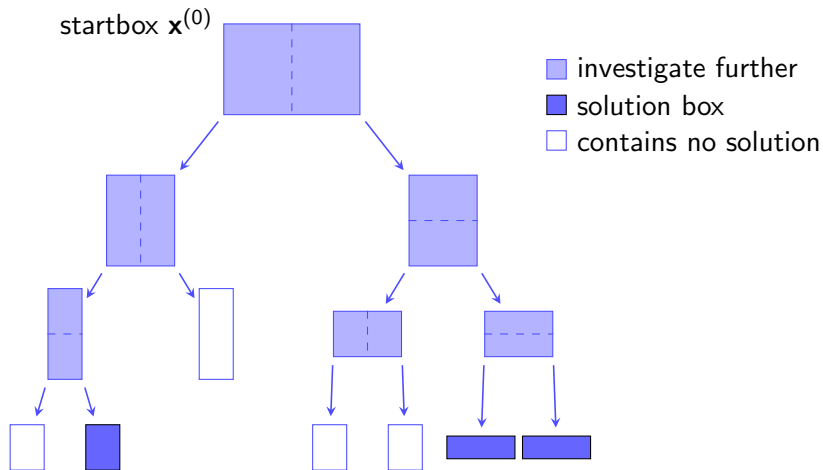 startbox x⁽⁰⁾
investigate further
solution box
contains no solution